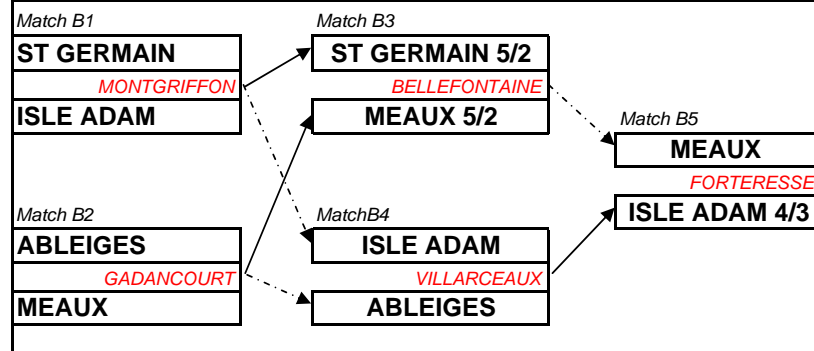 Match B1
ST GERMAIN
MONTGRIFFON
ISLE ADAM
Match B2
ABLEIGES
GADANCOURT
MEAUX
Match B3
ST GERMAIN 5/2
BELLEFONTAINE
MEAUX 5/2
MatchB4
ISLE ADAM
VILLARCEAUX
ABLEIGES
Match B5
MEAUX
FORTERESSE
ISLE ADAM 4/3